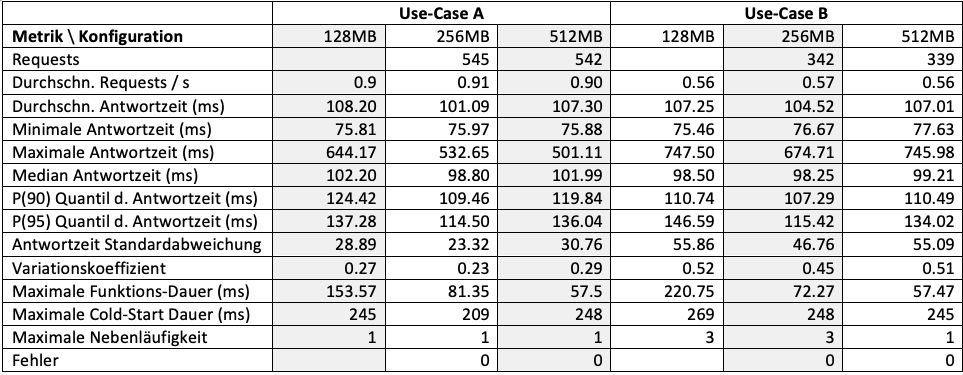 Use-Case A Use-Case B
Metrik \ Konfiguration 128MB 256MB 512MB 128MB 256MB 512MB
Requests 545 542 342 339
Durchschn. Requests / s 0.9 0.91 0.90 0.56 0.57 0.56
Durchschn. Antwortzeit (ms) 108.20 101.09 107.30 107.25 104.52 107.01
Minimale Antwortzeit (ms) 75.81 75.97 75.88 75.46 76.67 77.63
Maximale Antwortzeit (ms) 644.17 532.65 501.11 747.50 674.71 745.98
Median Antwortzeit (ms) 102.20 98.80 101.99 98.50 98.25 99.21
P(90) Quantil d. Antwortzeit (ms) 124.42 109.46 119.84 110.74 107.29 110.49
P(95) Quantil d. Antwortzeit (ms) 137.28 114.50 136.04 146.59 115.42 134.02
Antwortzeit Standardabweichung 28.89 23.32 30.76 55.86 46.76 55.09
Variationskoeffizient 0.27 0.23 0.29 0.52 0.45 0.51
Maximale Funktions-Dauer (ms) 153.57 81.35 57.5 220.75 72.27 57.47
Maximale Cold-Start Dauer (ms) 245 209 248 269 248 245
Maximale Nebenläufigkeit 1 1 1 3 3 1
Fehler 0 0 0 0